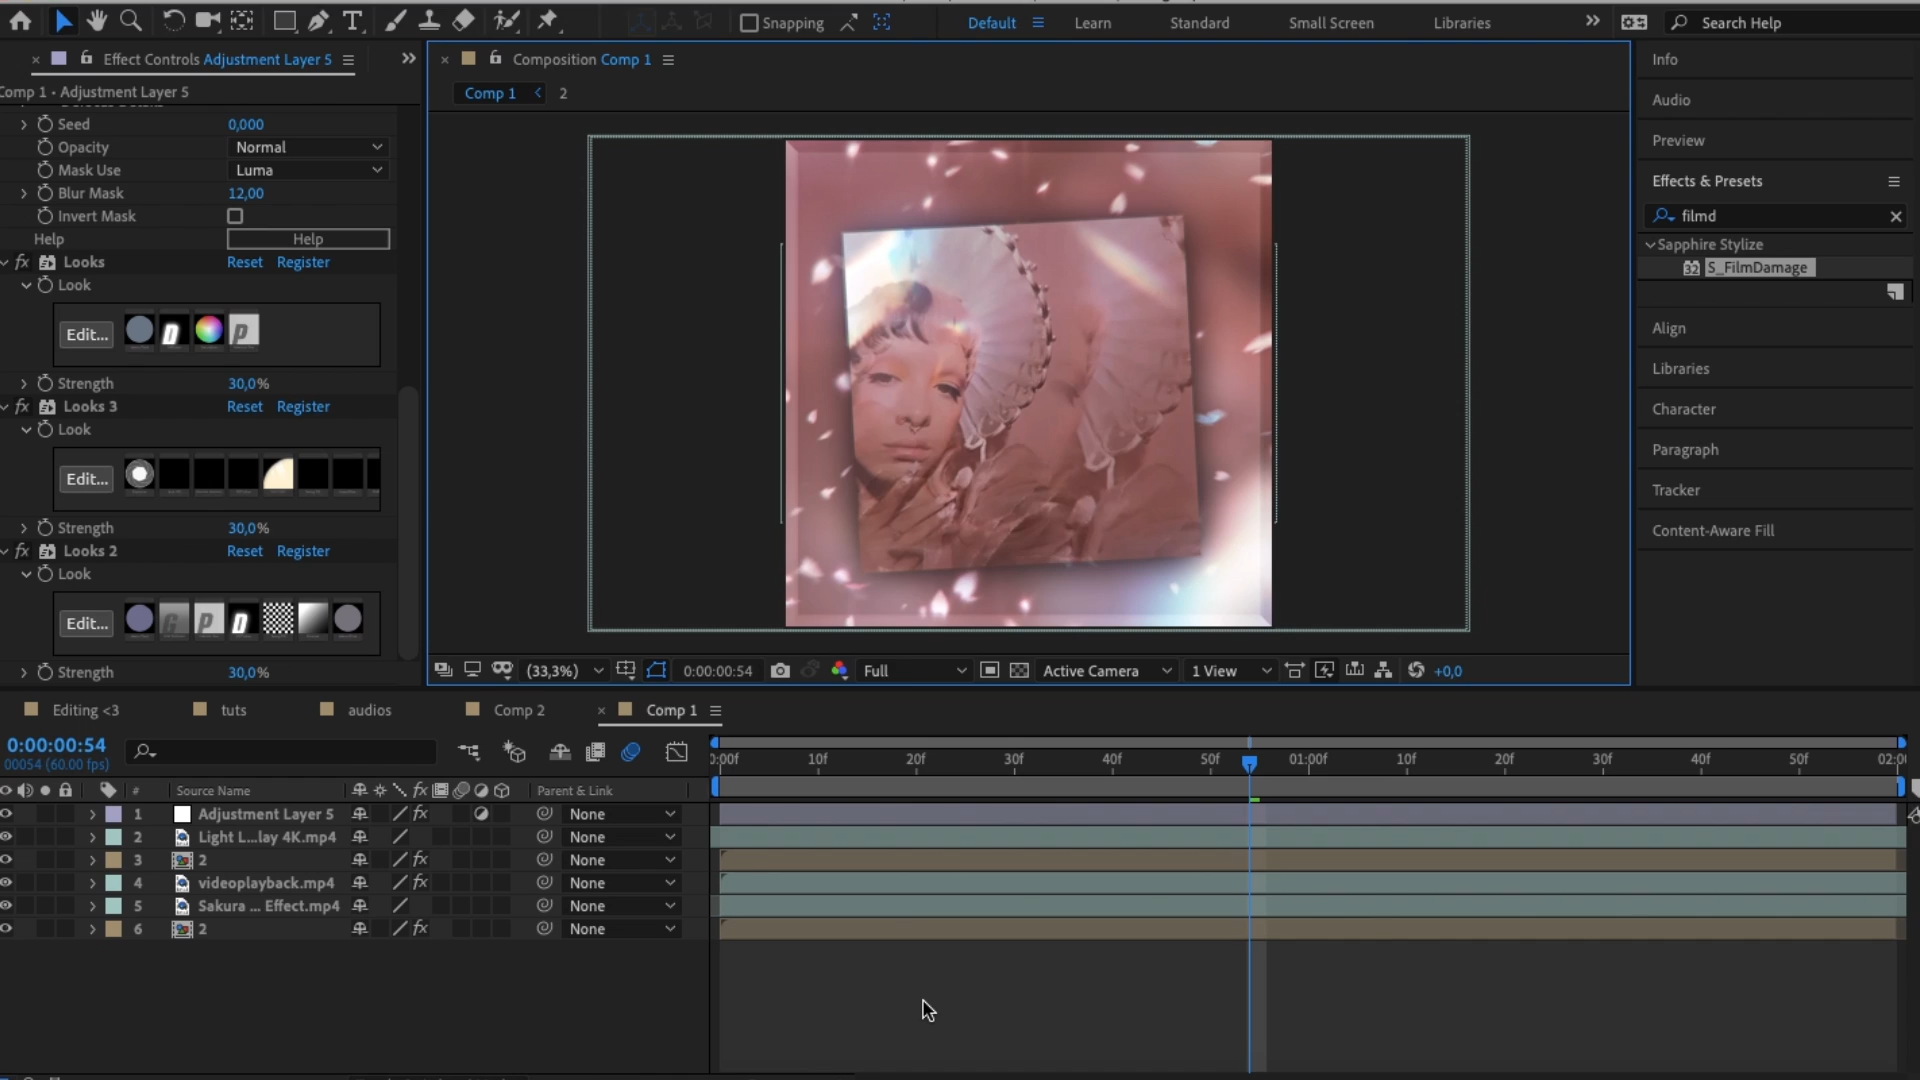 Snapping
Default
Learn
Standard
Small Screen
Libraries
Search Help
Effect Controls Adjustment Layer 5
Comp 1 • Adjustment Layer 5
Seed
0,000
Opacity
Normal
Mask Use
Luma
Blur Mask
12,00
Invert Mask
Help
Help
fx Looks
Reset
Register
Look
Edit...
Strength
30,0%
fx Looks 3
Reset
Register
Look
Edit...
Strength
30,0%
fx Looks 2
Reset
Register
Look
Edit...
Strength
30,0%
Composition Comp 1
Comp 1
2
(33,3%)
0:00:00:54
Full
Active Camera
1 View
+0,0
Info
Audio
Preview
Effects & Presets
filmd
Sapphire Stylize
S_FilmDamage
Align
Libraries
Character
Paragraph
Tracker
Content-Aware Fill
Editing <3
tuts
audios
Comp 2
Comp 1
0:00:00:54
00054 (60.00 fps)
0:00f
10f
20f
30f
40f
50f
01:00f
10f
20f
30f
40f
50f
#
Source Name
fx
Parent & Link
1 Adjustment Layer 5 None
2 Light L...lay 4K.mp4 None
3 2 fx None
4 videoplayback.mp4 fx None
5 Sakura ... Effect.mp4 None
6 2 fx None